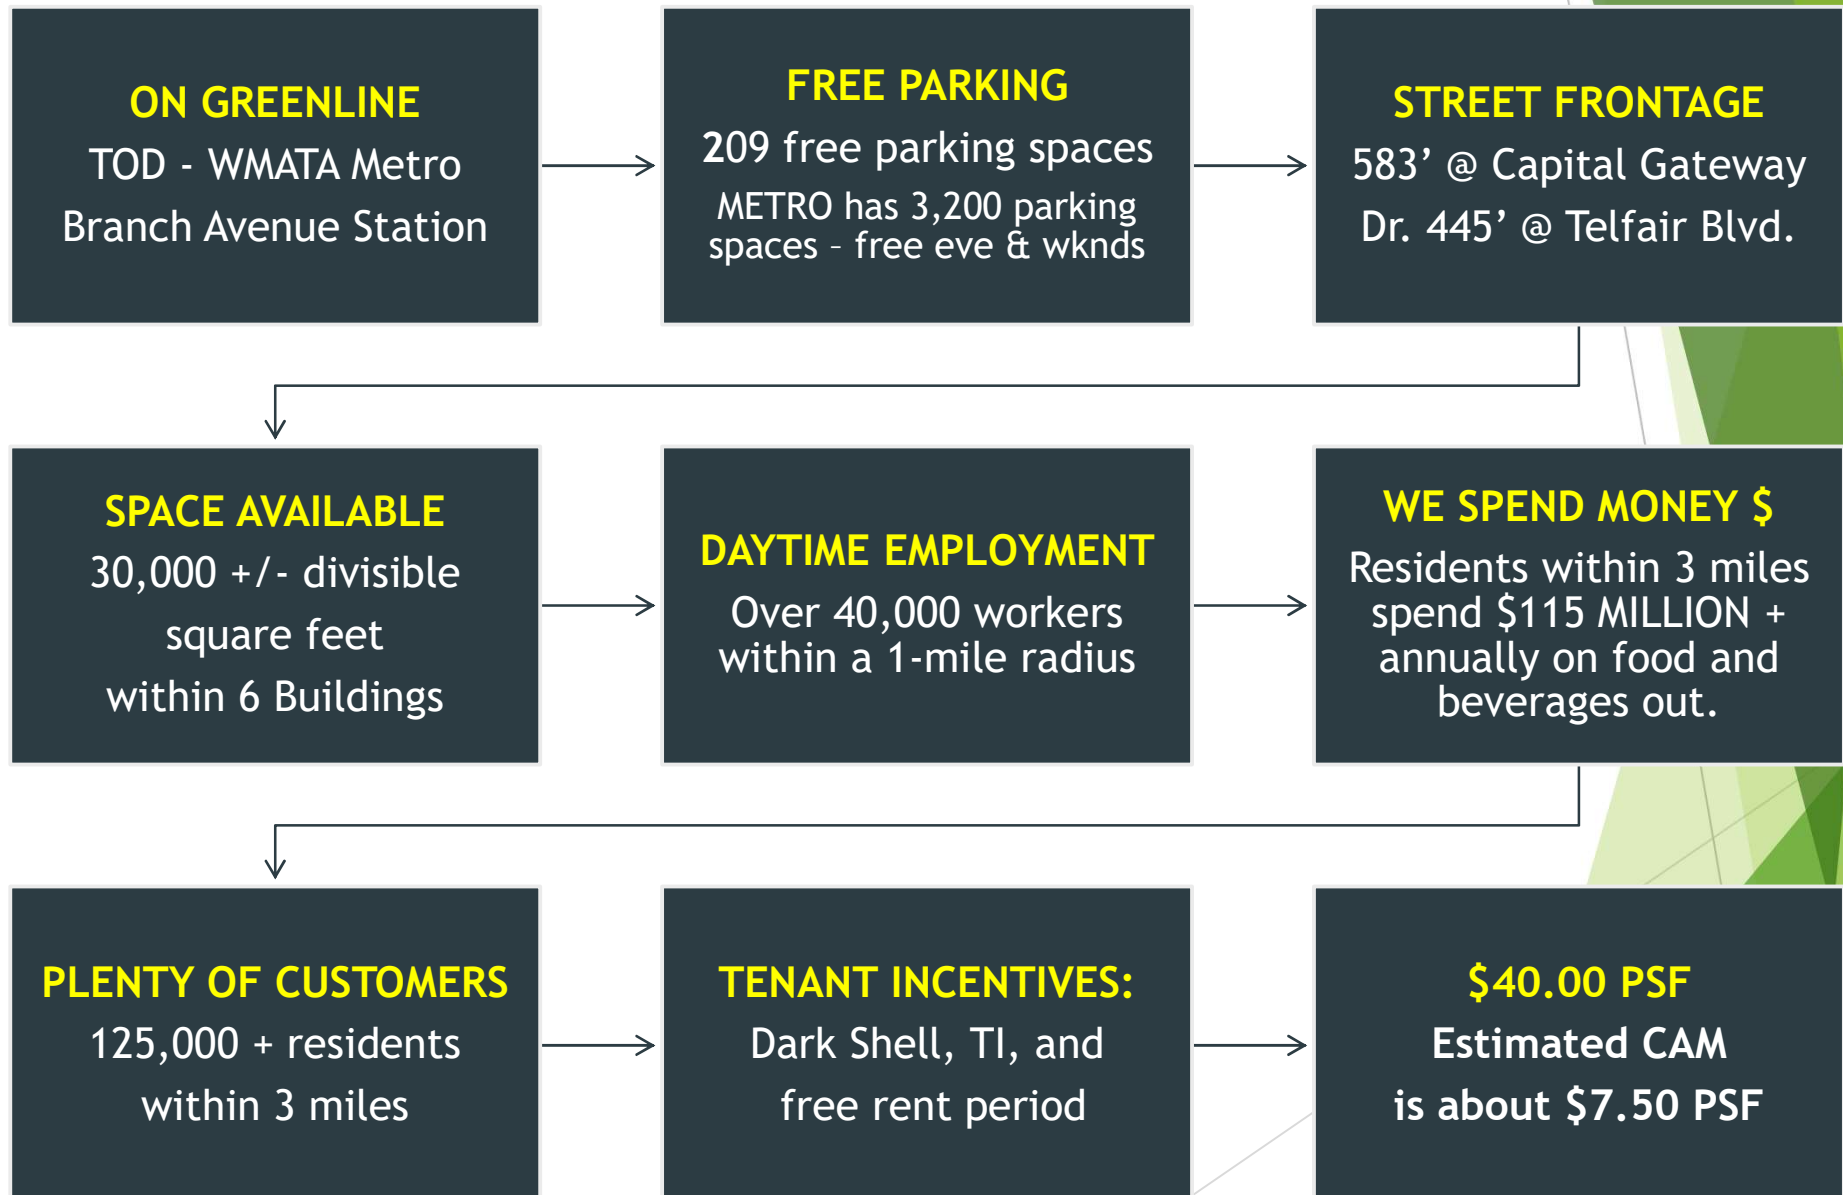 ON GREENLINE
TOD - WMATA Metro
Branch Avenue Station
FREE PARKING
209 free parking spaces
METRO has 3,200 parking
spaces – free eve & wknds
STREET FRONTAGE
583’ @ Capital Gateway
Dr. 445’ @ Telfair Blvd.
SPACE AVAILABLE
30,000 +/- divisible
square feet
within 6 Buildings
DAYTIME EMPLOYMENT
Over 40,000 workers
within a 1-mile radius
WE SPEND MONEY $
Residents within 3 miles
spend $115 MILLION +
annually on food and
beverages out.
PLENTY OF CUSTOMERS
125,000 + residents
within 3 miles
TENANT INCENTIVES:
Dark Shell, TI, and
free rent period
$40.00 PSF
Estimated CAM
is about $7.50 PSF